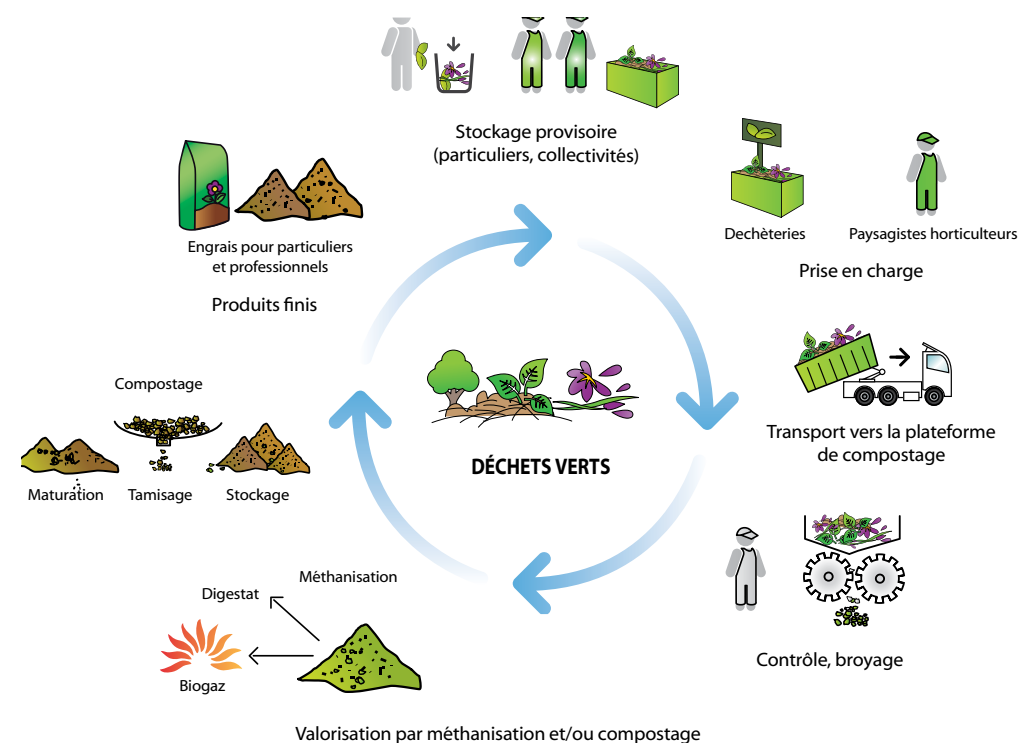 Stockage provisoire
(particuliers, collectivités)
Dechèteries
Paysagistes horticulteurs
Prise en charge
Transport vers la plateforme
de compostage
Contrôle, broyage
Valorisation par méthanisation et/ou compostage
Méthanisation
Digestat
Biogaz
Compostage
Maturation
Tamisage
Stockage
Engrais pour particuliers
et professionnels
Produits finis
DÉCHETS VERTS